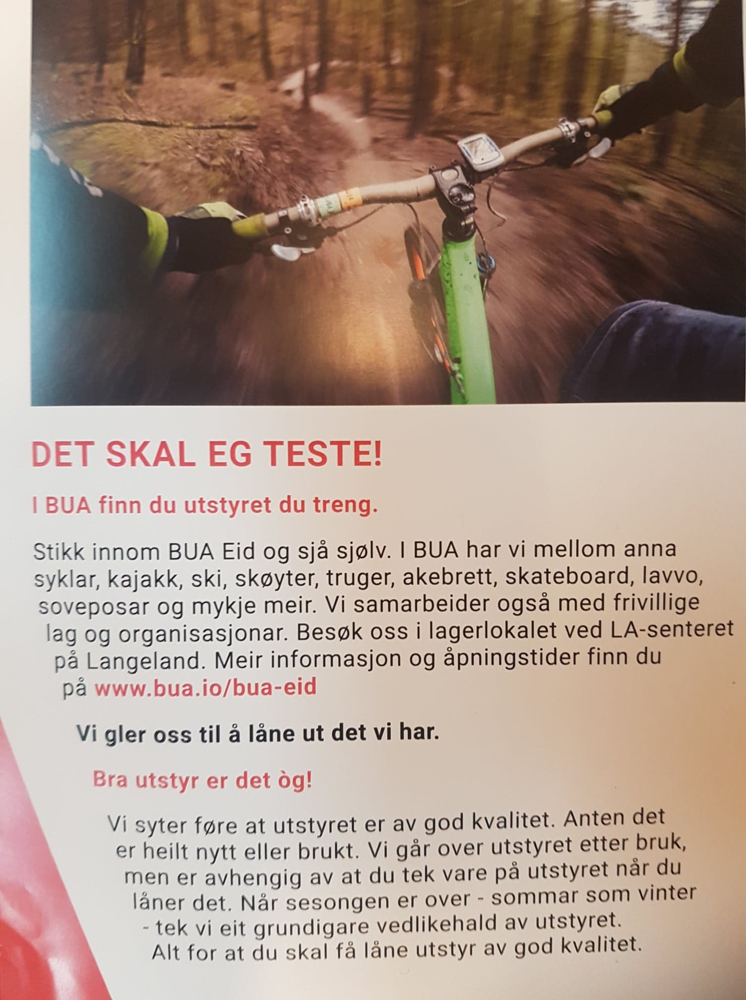 DET SKAL EG TESTE!
I BUA finn du utstyret du treng.
Stikk innom BUA Eid og sjå sjølv. I BUA har vi mellom anna
syklar, kajakk, ski, skøyter, truger, akebrett, skateboard, lavvo,
soveposar og mykje meir. Vi samarbeider også med frivillige
lag og organisasjonar. Besøk oss i lagerlokalet ved LA-senteret
på Langeland. Meir informasjon og åpningstider finn du
på www.bua.io/bua-eid
Vi gler oss til å låne ut det vi har.
Bra utstyr er det òg!
Vi syter føre at utstyret er av god kvalitet. Anten det
er heilt nytt eller brukt. Vi går over utstyret etter bruk,
men er avhengig av at du tek vare på utstyret når du
låner det. Når sesongen er over - sommar som vinter
- tek vi eit grundigare vedlikehald av utstyret.
Alt for at du skal få låne utstyr av god kvalitet.